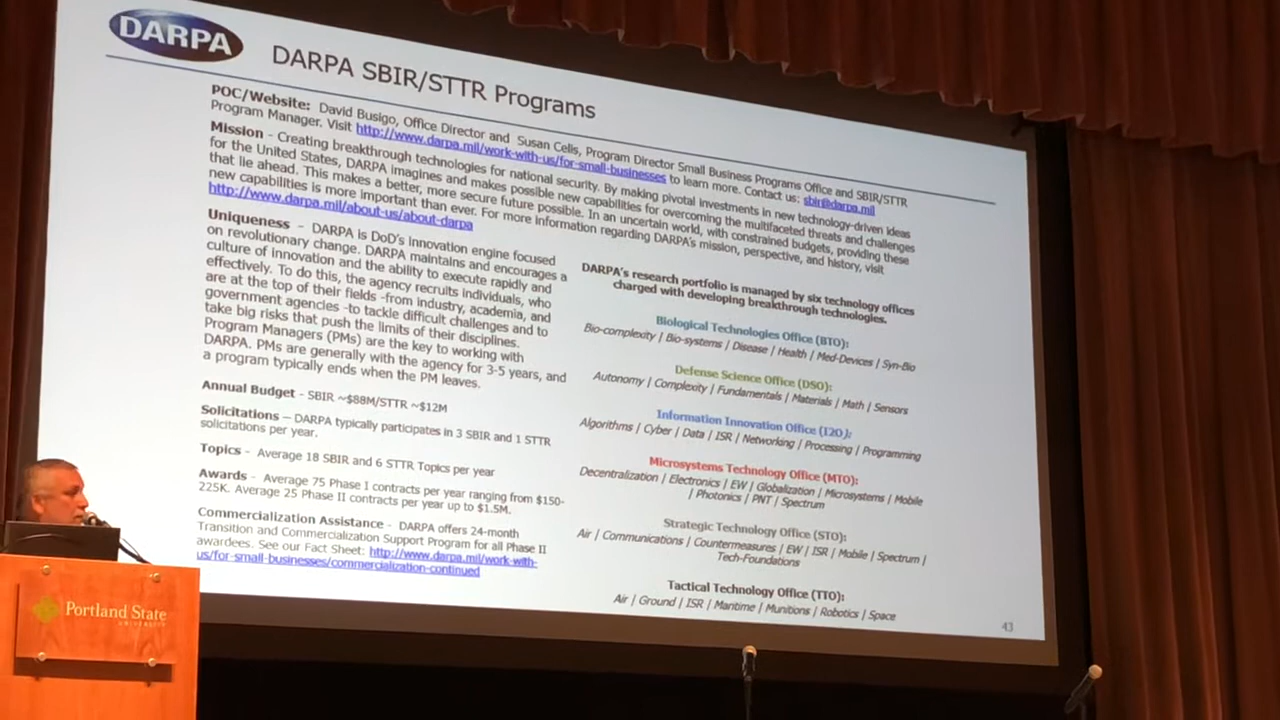 DARPA
DARPA SBIR/STTR Programs
POC/Website: David Busigo, Office Director and Susan Celis, Program Director Small Business Programs Office and SBIR/STTR
Program Manager. Visit http://www.darpa.mil/work-with-us/for-small-businesses to learn more. Contact us: sbir@darpa.mil
Mission - Creating breakthrough technologies for national security. By making pivotal investments in new technology-driven ideas
for the United States, DARPA imagines and makes possible new capabilities for overcoming the multifaceted threats and challenges
that lie ahead. This makes a better, more secure future possible. In an uncertain world, with constrained budgets, providing these
new capabilities is more important than ever. For more information regarding DARPA's mission, perspective, and history, visit
http://www.darpa.mil/about-us/about-darpa
Uniqueness - DARPA is DoD's innovation engine focused
on revolutionary change. DARPA maintains and encourages a
culture of innovation and the ability to execute rapidly and
effectively. To do this, the agency recruits individuals, who
are at the top of their fields -from industry, academia, and
government agencies -to tackle difficult challenges and to
take big risks that push the limits of their disciplines.
Program Managers (PMs) are the key to working with
DARPA. PMs are generally with the agency for 3-5 years, and
a program typically ends when the PM leaves.
Annual Budget - SBIR ~$88M/STTR ~$12M
Solicitations – DARPA typically participates in 3 SBIR and 1 STTR
solicitations per year.
Topics - Average 18 SBIR and 6 STTR Topics per year
Awards - Average 75 Phase I contracts per year ranging from $150-
225K. Average 25 Phase II contracts per year up to $1.5M.
Commercialization Assistance - DARPA offers 24-month
Transition and Commercialization Support Program for all Phase II
awardees. See our Fact Sheet: http://www.darpa.mil/work-with-
us/for-small-businesses/commercialization-continued
DARPA's research portfolio is managed by six technology offices
charged with developing breakthrough technologies.
Biological Technologies Office (BTO):
Bio-complexity | Bio-systems | Disease | Health | Med-Devices | Syn-Bio
Defense Science Office (DSO):
Autonomy | Complexity | Fundamentals | Materials | Math | Sensors
Information Innovation Office (I2O):
Algorithms | Cyber | Data | ISR | Networking | Processing | Programming
Microsystems Technology Office (MTO):
Decentralization | Electronics | EW | Globalization | Microsystems | Mobile
| Photonics | PNT | Spectrum
Strategic Technology Office (STO):
Air | Communications | Countermeasures | EW | ISR | Mobile | Spectrum |
Tech-Foundations
Tactical Technology Office (TTO):
Air | Ground | ISR | Maritime | Munitions | Robotics | Space
43
Portland State
UNIVERSITY